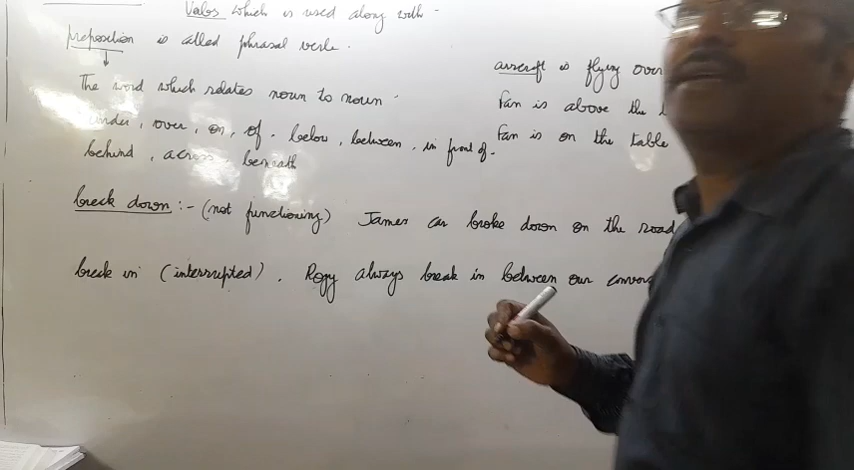 Verbs which is used along with -
preposition is called phrasal verb.
The word which relates noun to noun.
under, over, on, of. below, between, in front of.
behind, across, beneath
aircraft is flying over
Fan is above the
Fan is on the table
break down :- (not functioning) James car broke down on the road
break in (interrupted). Rogy always break in between our